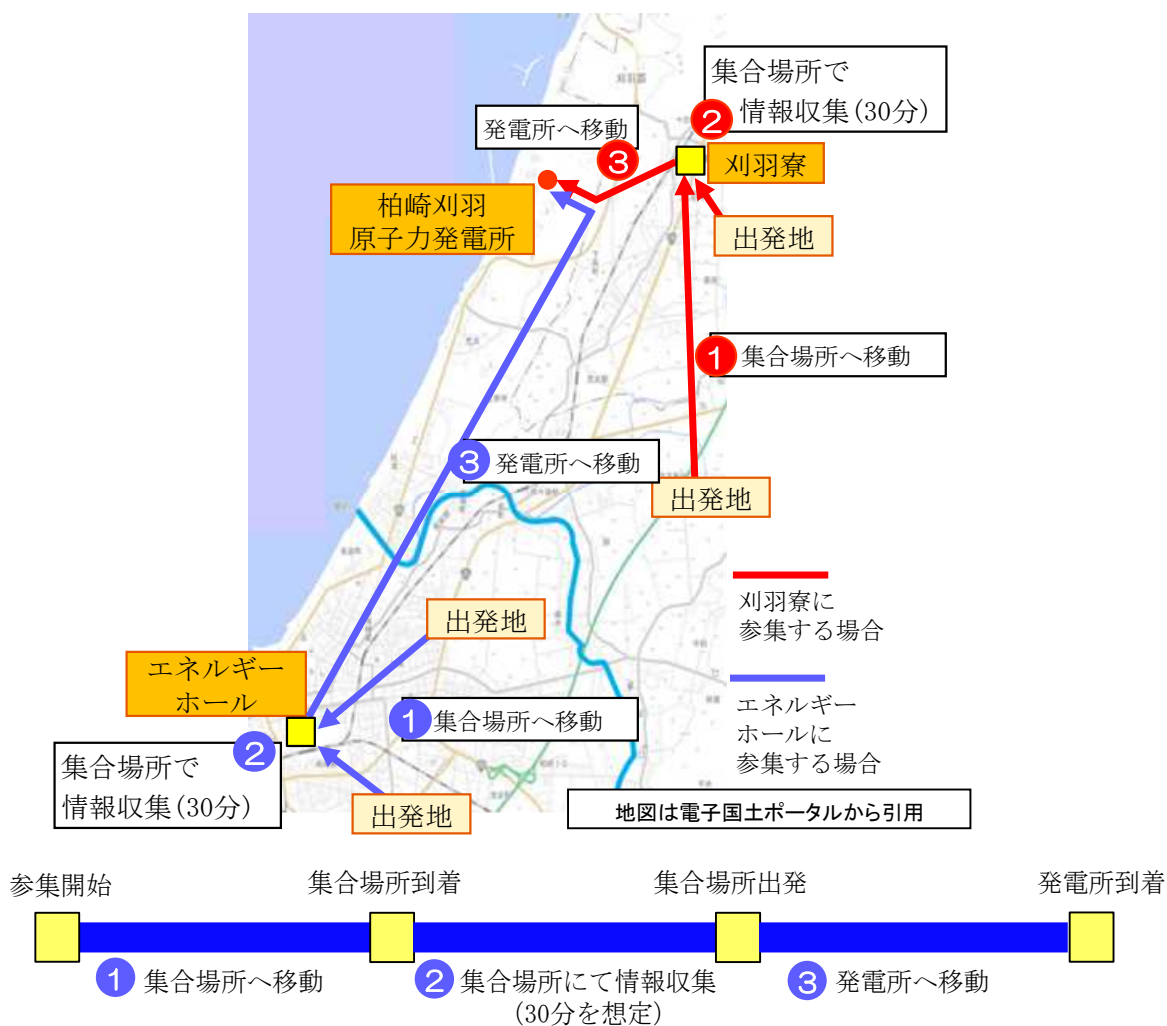 集合場所で
② 情報収集(30分)
発電所へ移動
③
刈羽寮
柏崎刈羽
原子力発電所
出発地
① 集合場所へ移動
③ 発電所へ移動
出発地
刈羽寮に
参集する場合
出発地
エネルギー
ホール
① 集合場所へ移動
エネルギー
ホールに
参集する場合
②
集合場所で
情報収集(30分)
出発地
地図は電子国土ポータルから引用
参集開始
集合場所到着
集合場所出発
発電所到着
① 集合場所へ移動
② 集合場所にて情報収集
(30分を想定)
③ 発電所へ移動